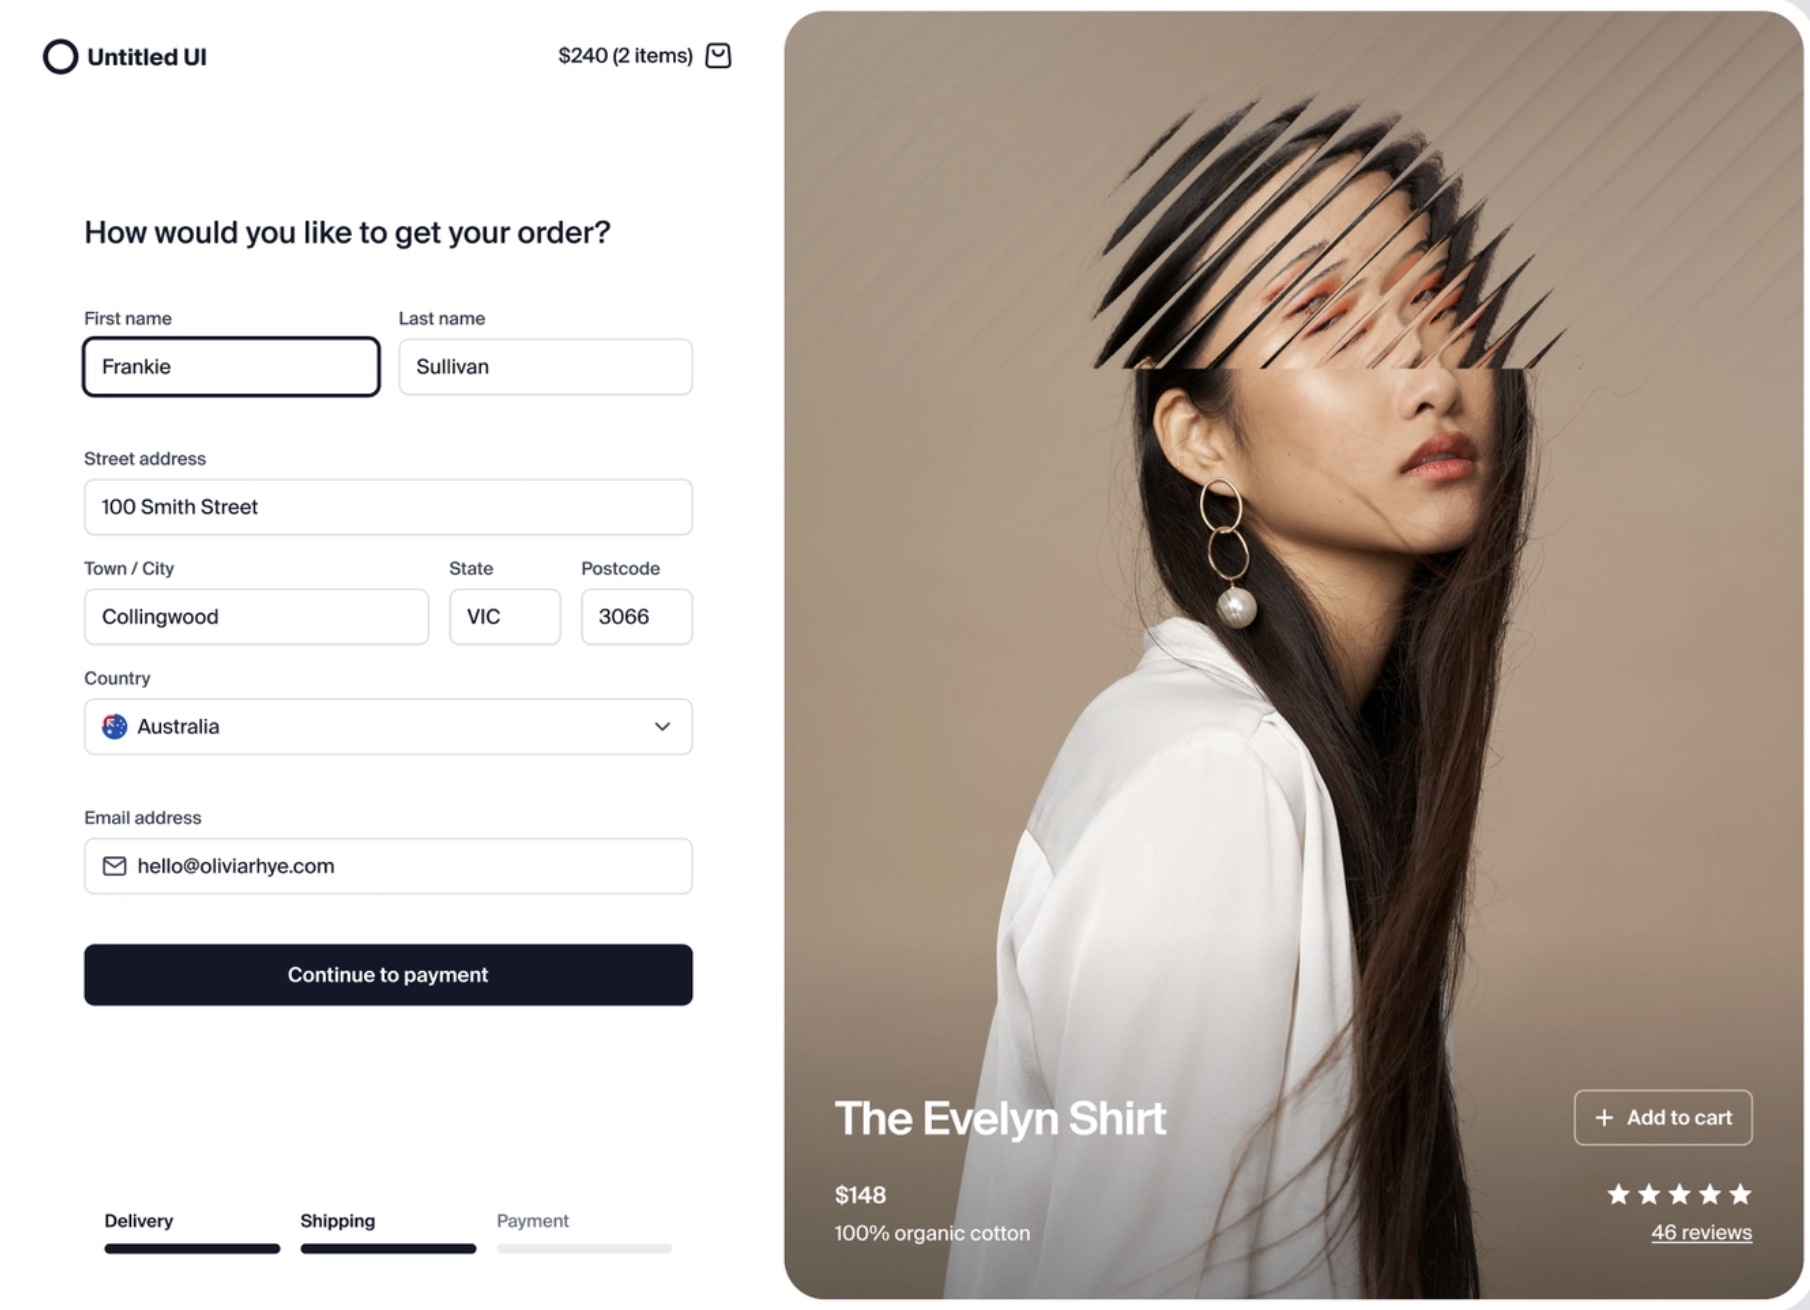 Untitled UI
$240 (2 items)
How would you like to get your order?
First name
Last name
Frankie
Sullivan
Street address
100 Smith Street
Town / City
State
Postcode
Collingwood
VIC
3066
Country
Australia
Email address
hello@oliviarhye.com
Continue to payment
Delivery
Shipping
Payment
The Evelyn Shirt
Add to cart
$148
100% organic cotton
46 reviews